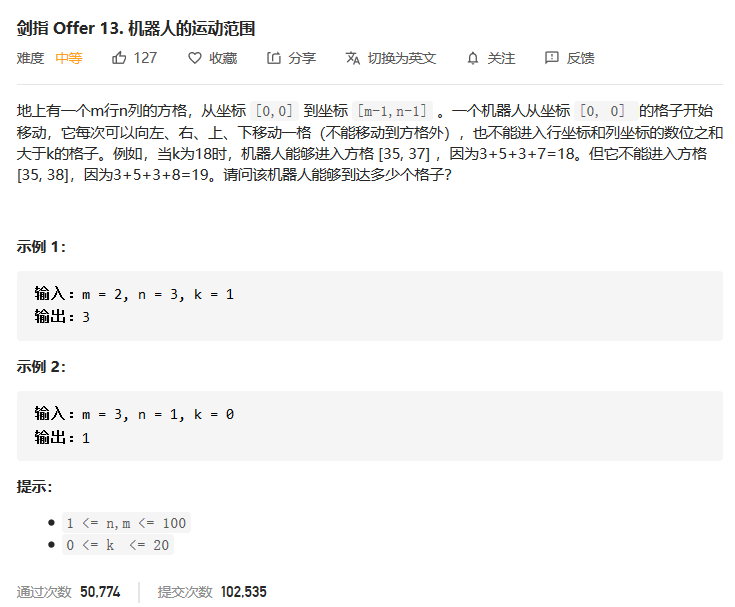 剑指 Offer 13. 机器人的运动范围
难度 中等 127 收藏 分享 切换为英文 关注 反馈
地上有一个m行n列的方格，从坐标 [0,0] 到坐标 [m-1,n-1] 。一个机器人从坐标 [0, 0] 的格子开始
移动，它每次可以向左、右、上、下移动一格（不能移动到方格外），也不能进入行坐标和列坐标的数位之和
大于k的格子。例如，当k为18时，机器人能够进入方格 [35, 37] ，因为3+5+3+7=18。但它不能进入方格
[35, 38]，因为3+5+3+8=19。请问该机器人能够到达多少个格子？
示例 1：
输入：m = 2, n = 3, k = 1
输出：3
示例 2：
输入：m = 3, n = 1, k = 0
输出：1
提示：
1 <= n,m <= 100
0 <= k <= 20
通过次数 50,774 提交次数 102,535